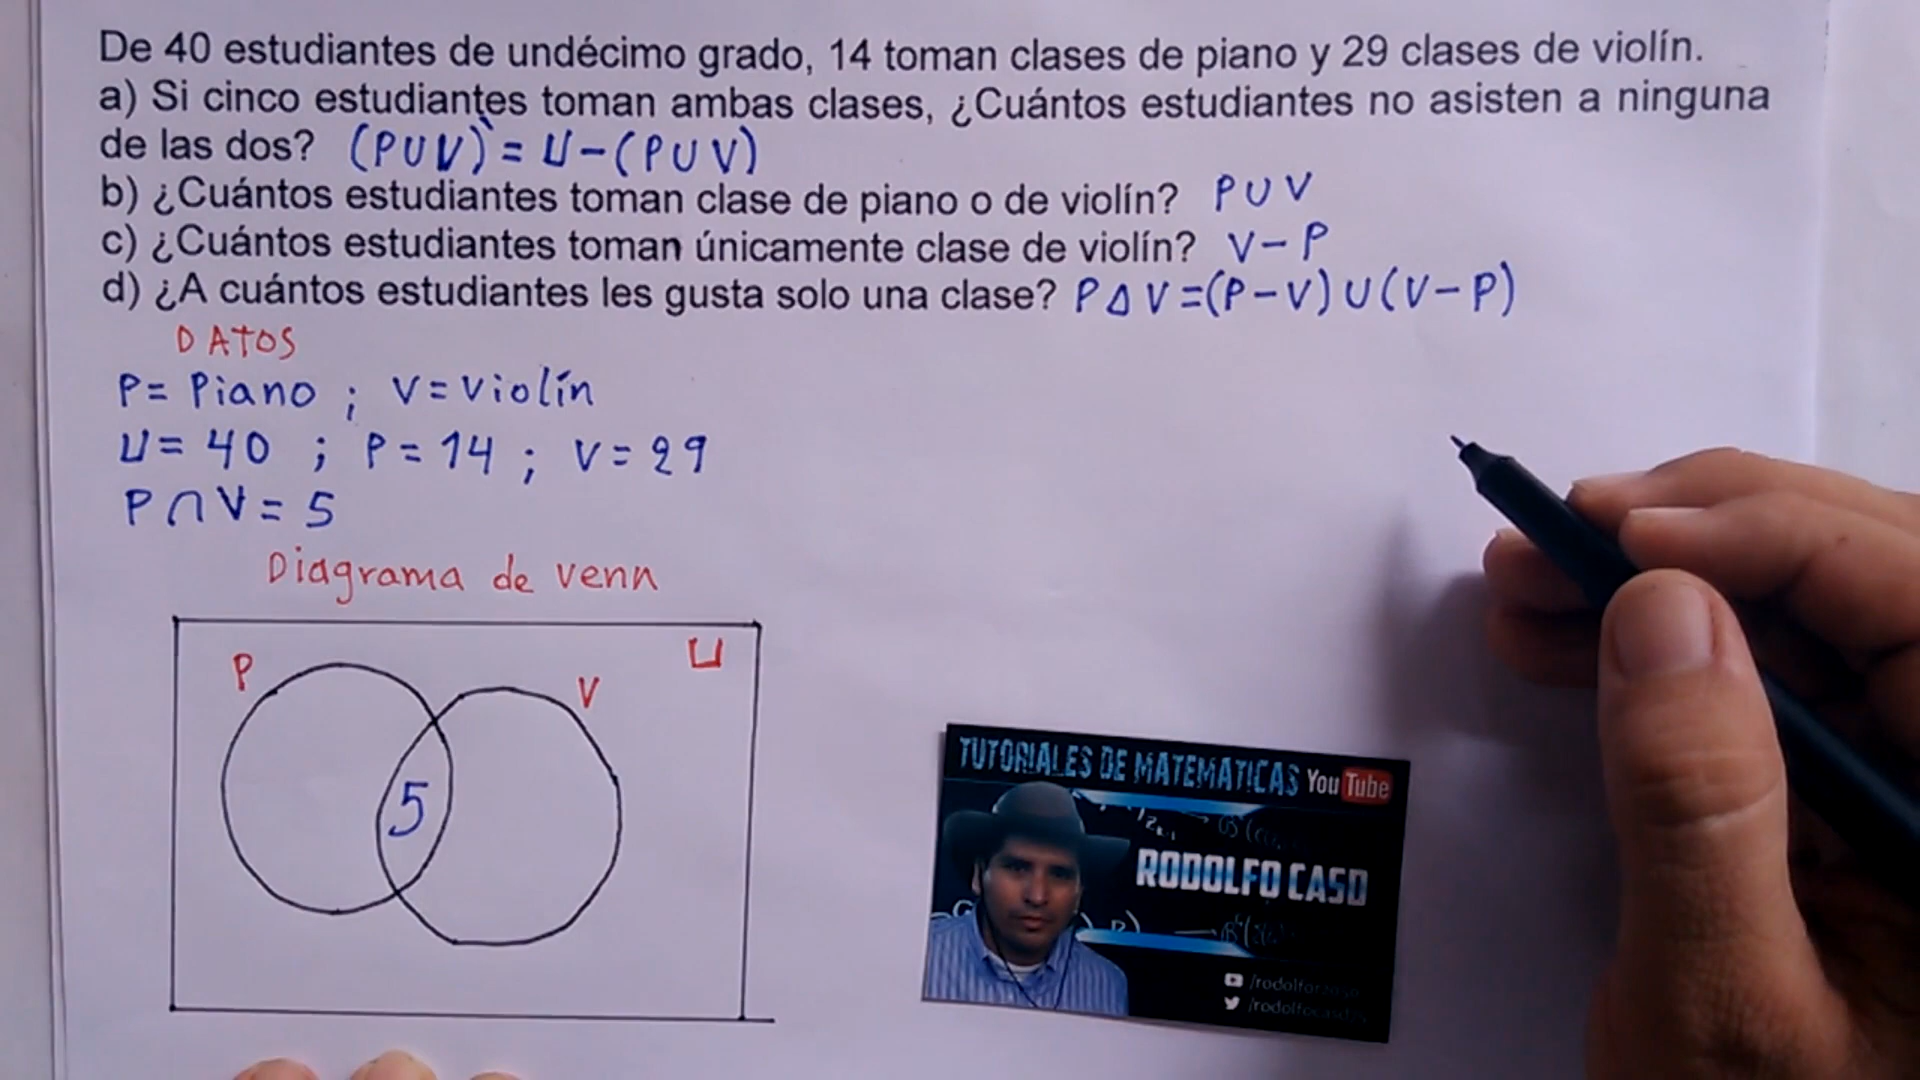 De 40 estudiantes de undécimo grado, 14 toman clases de piano y 29 clases de violín.
a) Si cinco estudiantes toman ambas clases, ¿Cuántos estudiantes no asisten a ninguna
de las dos? (P∪V)` = U-(P∪V)
b) ¿Cuántos estudiantes toman clase de piano o de violín? P∪V
c) ¿Cuántos estudiantes toman únicamente clase de violín? V-P
d) ¿A cuántos estudiantes les gusta solo una clase? P△V=(P-V)∪(V-P)
DATOS
P= Piano ; V=Violín
U= 40 ; P=14 ; V=29
P∩V=5
Diagrama de venn
P V U
5
TUTORIALES DE MATEMATICAS YouTube
RODOLFO CASO